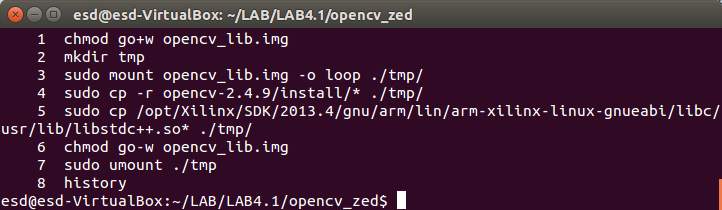 esd@esd-VirtualBox: ~/LAB/LAB4.1/opencv_zed
1 chmod go+w opencv_lib.img
2 mkdir tmp
3 sudo mount opencv_lib.img -o loop ./tmp/
4 sudo cp -r opencv-2.4.9/install/* ./tmp/
5 sudo cp /opt/Xilinx/SDK/2013.4/gnu/arm/lin/arm-xilinx-linux-gnueabi/libc/
usr/lib/libstdc++.so* ./tmp/
6 chmod go-w opencv_lib.img
7 sudo umount ./tmp
8 history
esd@esd-VirtualBox:~/LAB/LAB4.1/opencv_zed$